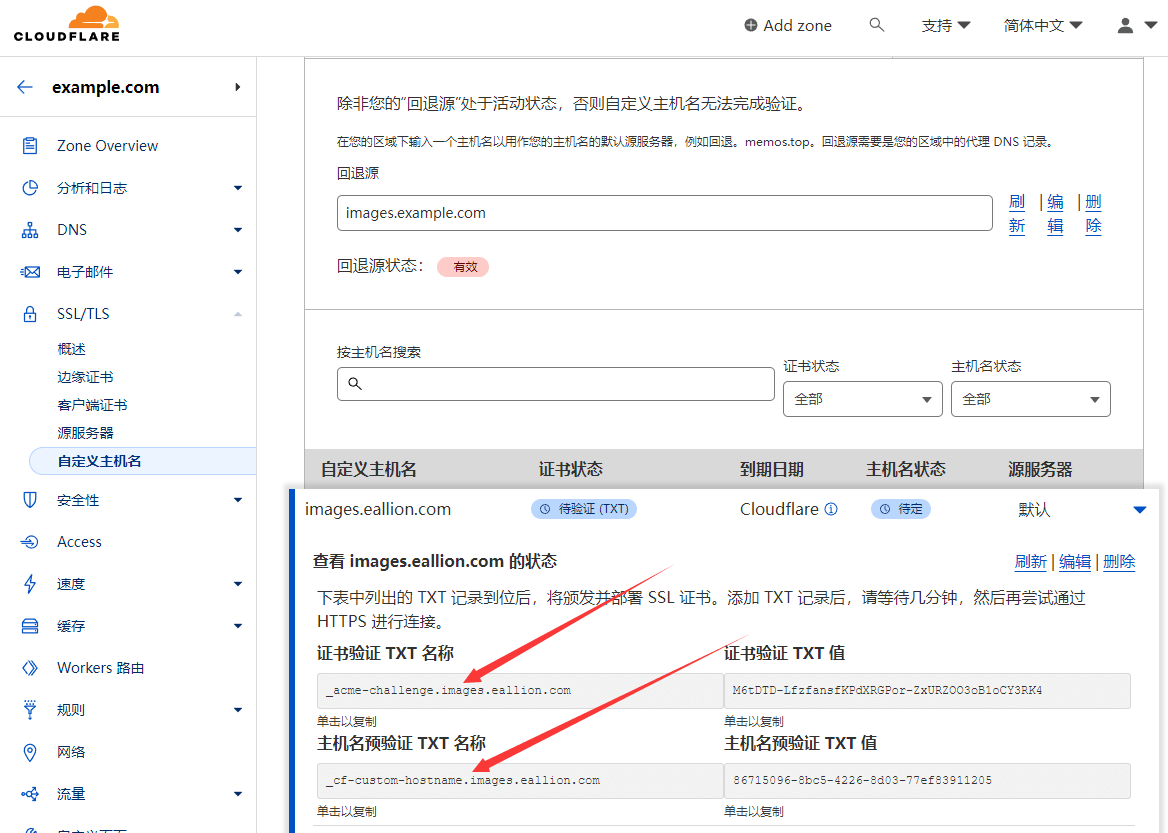 CLOUDFLARE
Add zone
支持
简体中文
example.com
Zone Overview
分析和日志
DNS
电子邮件
SSL/TLS
概述
边缘证书
客户端证书
源服务器
自定义主机名
安全性
Access
速度
缓存
Workers 路由
规则
网络
流量
自定义页面
除非您的“回退源”处于活动状态，否则自定义主机名无法完成验证。
在您的区域下输入一个主机名以用作您的主机名的默认源服务器，例如回退。memos.top。回退源需要是您的区域中的代理 DNS 记录。
回退源
images.example.com
刷新 | 编辑 | 删除
回退源状态： 有效
按主机名搜索
证书状态
主机名状态
全部
全部
自定义主机名 证书状态 到期日期 主机名状态 源服务器
images.eallion.com 待验证 (TXT) Cloudflare 待定 默认
查看 images.eallion.com 的状态
刷新 | 编辑 | 删除
下表中列出的 TXT 记录到位后，将颁发并部署 SSL 证书。添加 TXT 记录后，请等待几分钟，然后再尝试通过
HTTPS 进行连接。
证书验证 TXT 名称 证书验证 TXT 值
_acme-challenge.images.eallion.com M6tDTD-LfzfansfKPdXRGPor-ZxURZOO3oB1oCY3RK4
单击以复制 单击以复制
主机名预验证 TXT 名称 主机名预验证 TXT 值
_cf-custom-hostname.images.eallion.com 86715096-8bc5-4226-8d03-77ef83911205
单击以复制 单击以复制